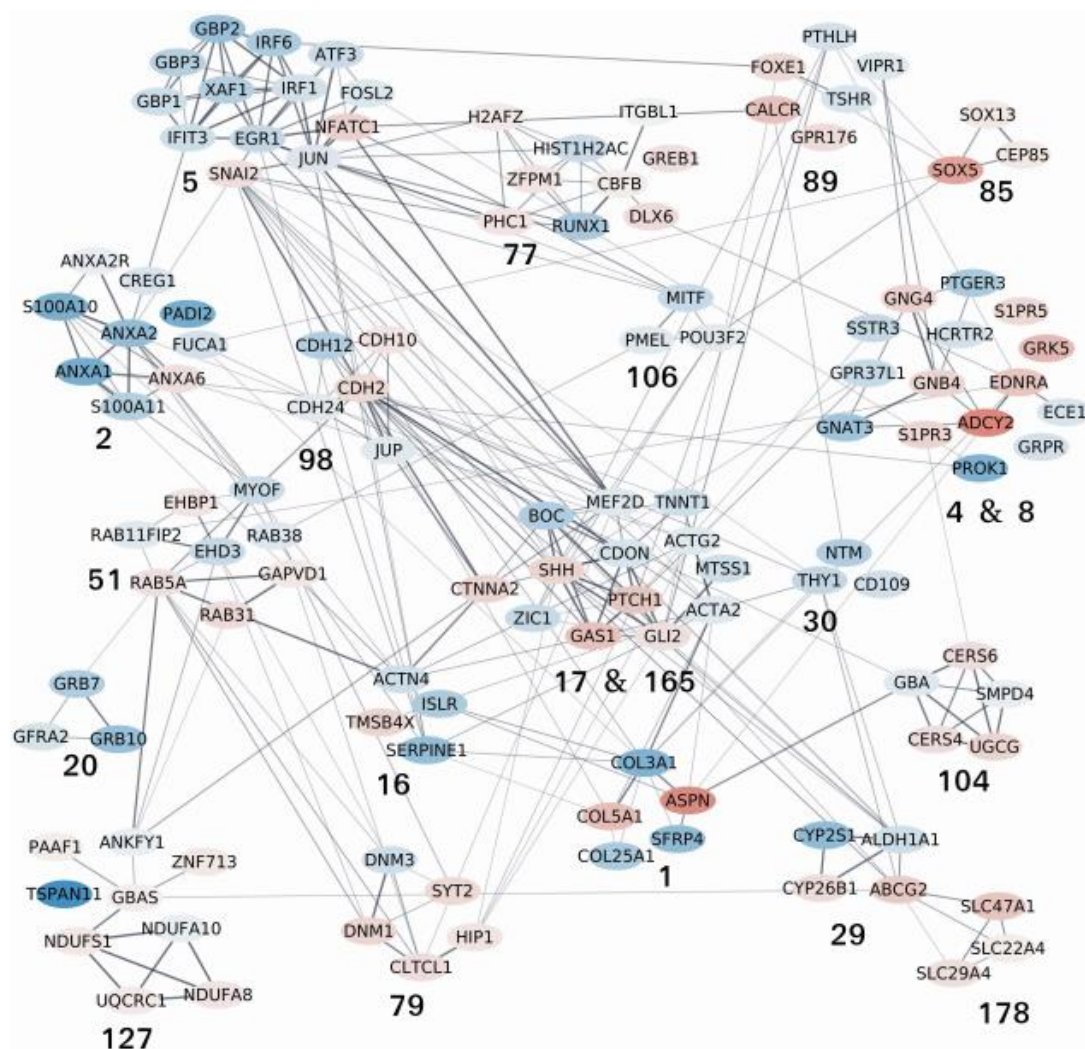 GBP2
IRF6
ATF3
GBP3
XAF1
IRF1
FOSL2
GBP1
IFIT3
EGR1
NFATC1
JUN
SNAI2
5
H2AFZ
ITGBL1
HIST1H2AC
GREB1
ZFPM1
CBFB
DLX6
PHC1
RUNX1
77
PTHLH
VIPR1
FOXE1
TSHR
CALCR
GPR176
89
SOX13
CEP85
SOX5
85
ANXA2R
CREG1
S100A10
PADI2
ANXA2
FUCA1
ANXA1
ANXA6
S100A11
2
CDH12
CDH10
CDH2
CDH24
JUP
98
MITF
PMEL
POU3F2
106
PTGER3
GNG4
S1PR5
SSTR3
HCRTR2
GRK5
GPR37L1
GNB4
EDNRA
ECE1
GNAT3
S1PR3
ADCY2
GRPR
PROK1
4 & 8
MYOF
EHBP1
RAB11FIP2
RAB38
EHD3
51
RAB5A
GAPVD1
RAB31
MEF2D
TNNT1
BOC
CDON
ACTG2
MTSS1
SHH
CTNNA2
PTCH1
ACTA2
ZIC1
GAS1
GLI2
17 & 165
NTM
THY1
CD109
30
GRB7
GFRA2
GRB10
20
ACTN4
ISLR
TMSB4X
SERPINE1
16
CERS6
GBA
SMPD4
CERS4
UGCG
104
COL3A1
ASPN
COL5A1
SFRP4
COL25A1
1
CYP2S1
ALDH1A1
CYP26B1
ABCG2
29
SLC47A1
SLC22A4
SLC29A4
178
ANKFY1
PAAF1
ZNF713
TSPAN11
GBAS
NDUFA10
NDUFS1
UQCRC1
NDUFA8
127
DNM3
SYT2
DNM1
HIP1
CLTCL1
79